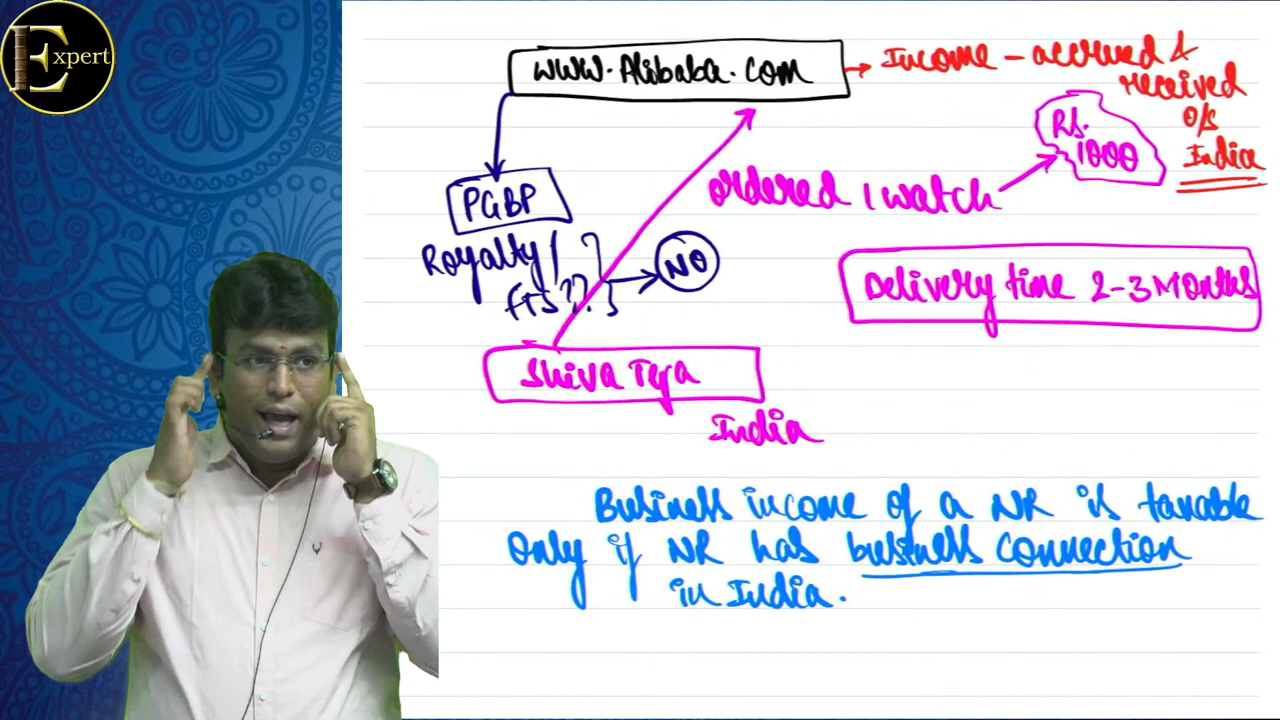 Expert
www.Alibaba.com
Income - accrued &
received
o/s
India
Rs.
1000
ordered 1 watch
PGBP
Royalty/
FTS??
NO
Delivery time 2-3 Months
Shiva Teja
India
Business income of a NR is taxable
only if NR has business connection
in India.